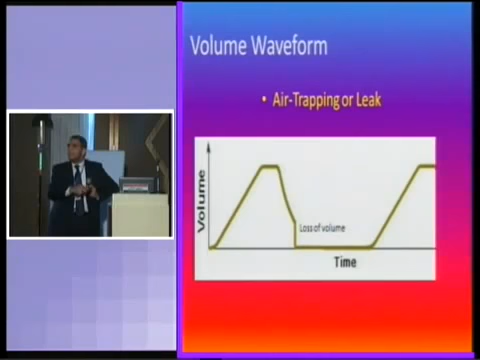 Volume Waveform
• Air-Trapping or Leak
Volume
Loss of volume
Time